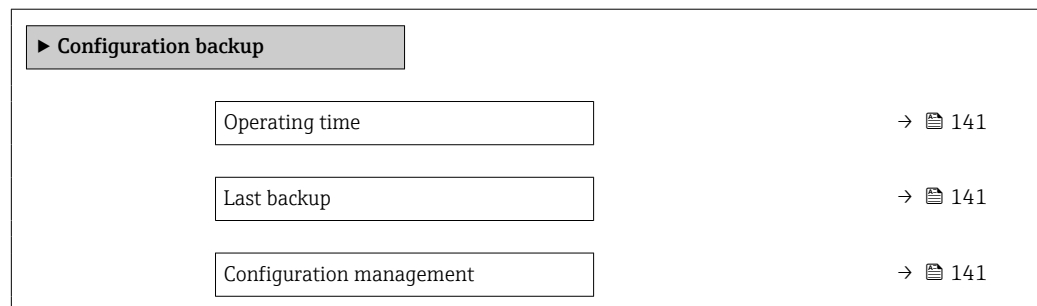 ► Configuration backup
Operating time → 141
Last backup → 141
Configuration management → 141